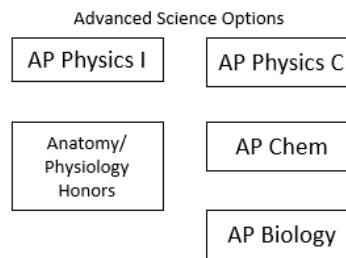 Advanced Science Options
AP Physics I
AP Physics C
Anatomy/
Physiology
Honors
AP Chem
AP Biology